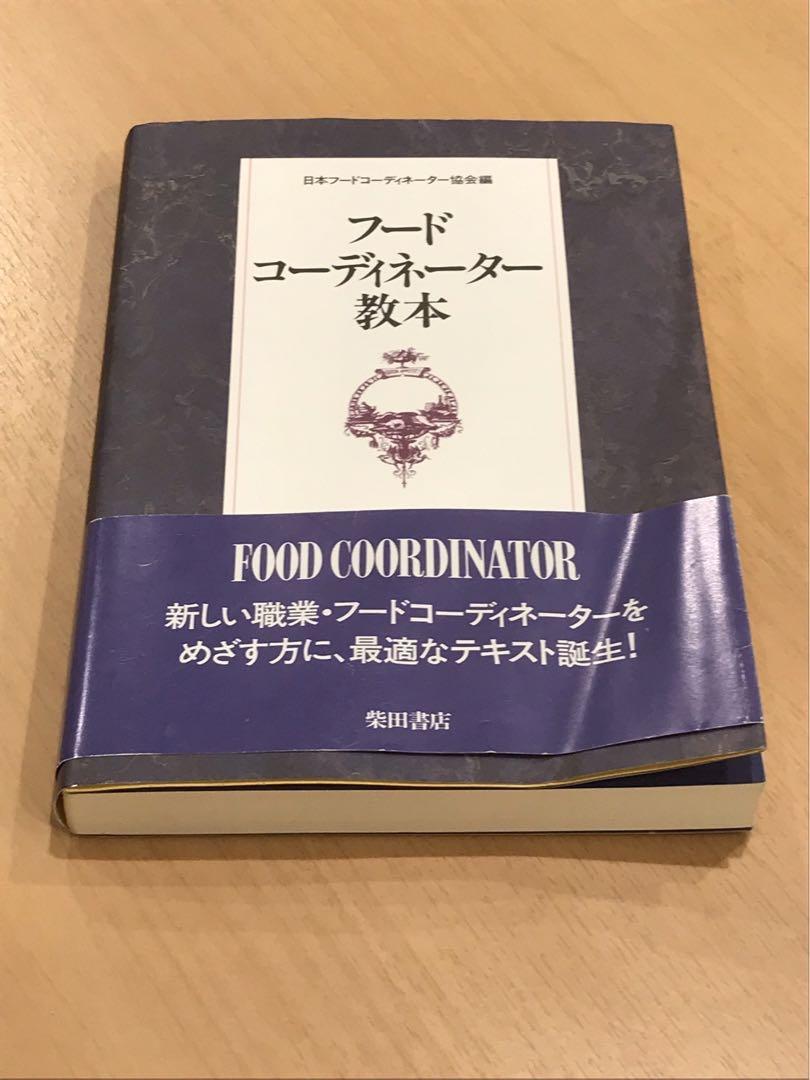 日本フードコーディネーター協会編
フード
コーディネーター
教本
FOOD COORDINATOR
新しい職業・フードコーディネーターを
めざす方に、最適なテキスト誕生!
柴田書店